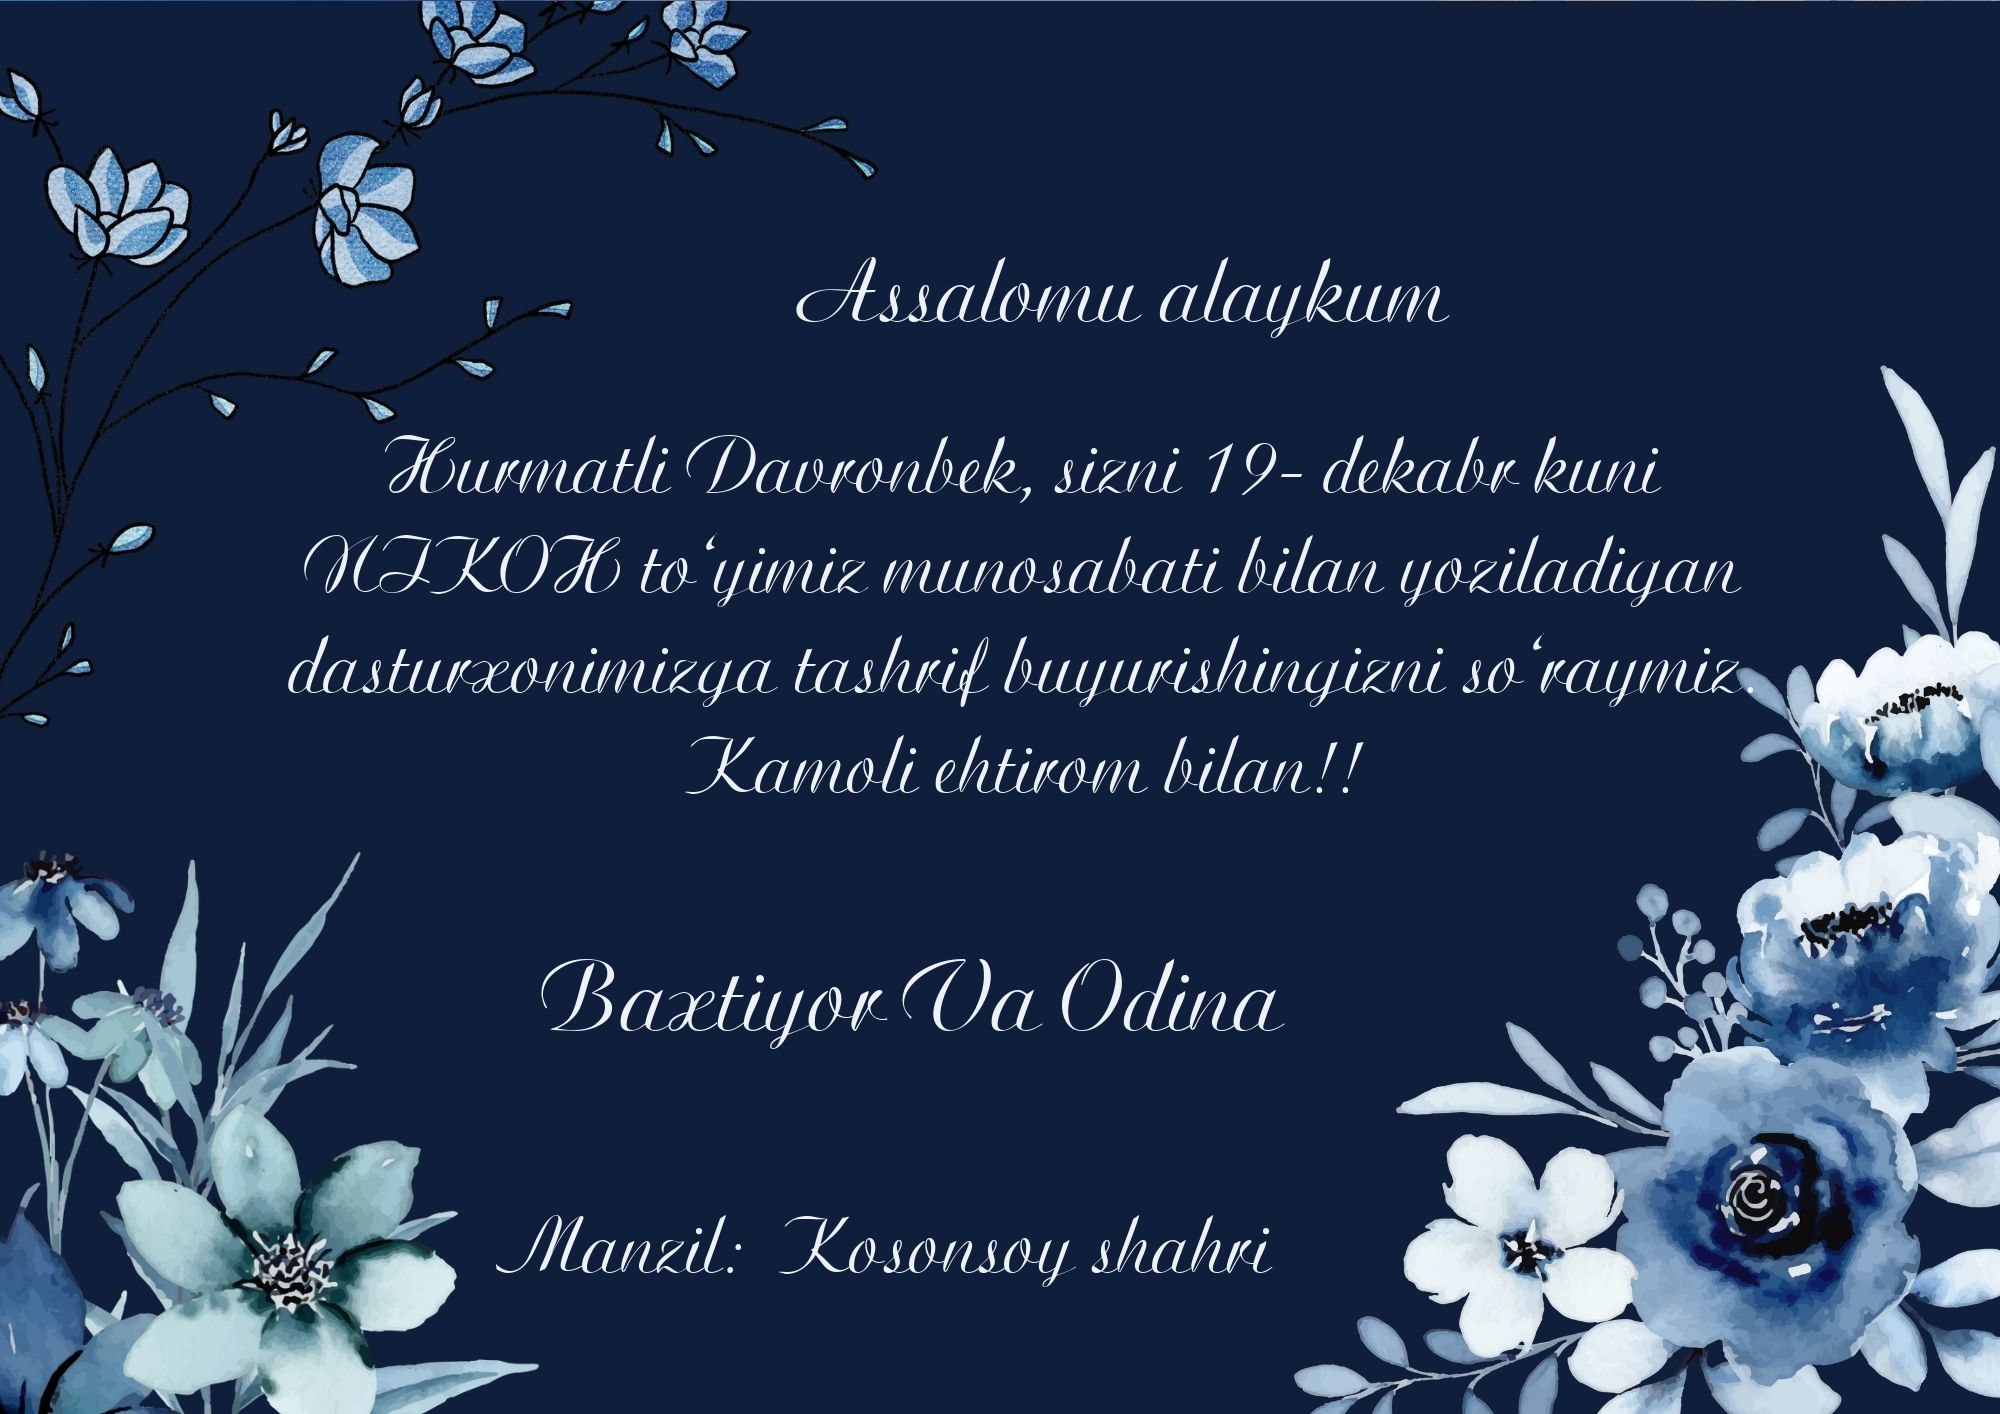 Assalomu alaykum
Hurmatli Davronbek, sizni 19- dekabr kuni
NIKOH to‘yimiz munosabati bilan yoziladigan
dasturxonimizga tashrif buyurishingizni so‘raymiz.
Kamoli ehtirom bilan!!
Baxtiyor Va Odina
Manzil: Kosonsoy shahri